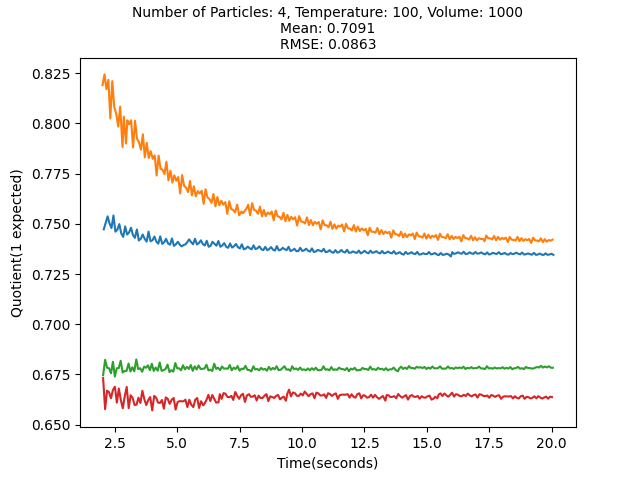 Number of Particles: 4, Temperature: 100, Volume: 1000
Mean: 0.7091
RMSE: 0.0863
0.825
0.800
0.775
0.750
0.725
0.700
0.675
0.650
Quotient(1 expected)
2.5 5.0 7.5 10.0 12.5 15.0 17.5 20.0
Time(seconds)